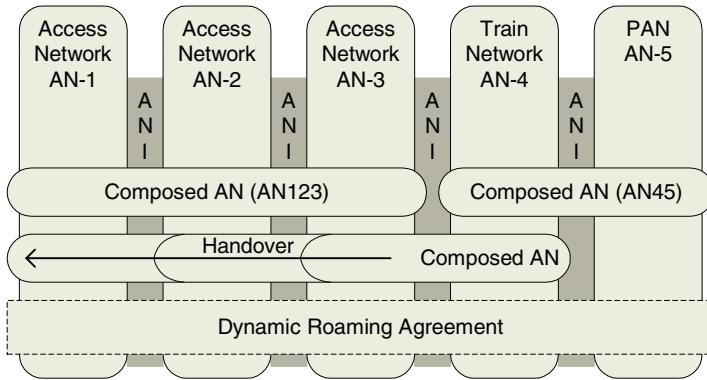 Access
Network
AN-1
Access
Network
AN-2
Access
Network
AN-3
Train
Network
AN-4
PAN
AN-5
A
N
I
A
N
I
A
N
I
A
N
I
Composed AN (AN123)
Composed AN (AN45)
Handover
Composed AN
Dynamic Roaming Agreement